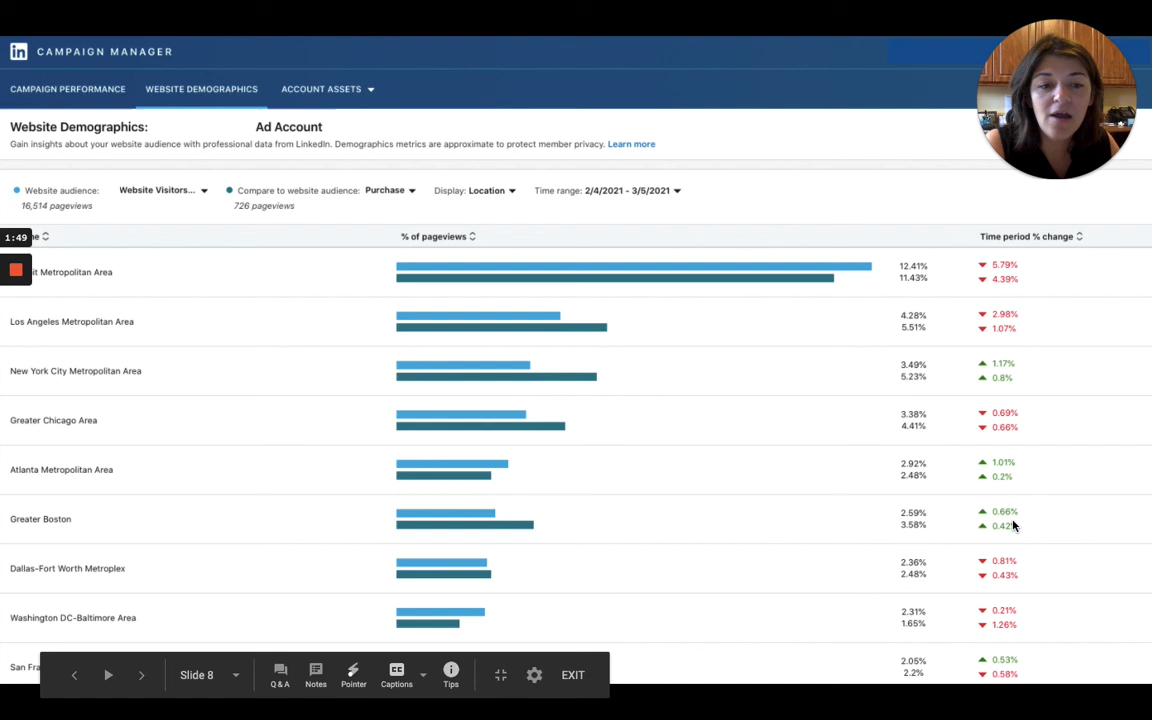 in CAMPAIGN MANAGER
CAMPAIGN PERFORMANCE WEBSITE DEMOGRAPHICS ACCOUNT ASSETS
Website Demographics: Ad Account
Gain insights about your website audience with professional data from LinkedIn. Demographics metrics are approximate to protect member privacy. Learn more
Website audience: Website Visitors... Compare to website audience: Purchase Display: Location Time range: 2/4/2021 - 3/5/2021
16,514 pageviews 726 pageviews
1:49 % of pageviews Time period % change
Metropolitan Area 12.41% 5.79%
11.43% 4.39%
Los Angeles Metropolitan Area 4.28% 2.98%
5.51% 1.07%
New York City Metropolitan Area 3.49% 1.17%
5.23% 0.8%
Greater Chicago Area 3.38% 0.69%
4.41% 0.66%
Atlanta Metropolitan Area 2.92% 1.01%
2.48% 0.2%
Greater Boston 2.59% 0.66%
3.58% 0.42
Dallas-Fort Worth Metroplex 2.36% 0.81%
2.48% 0.43%
Washington DC-Baltimore Area 2.31% 0.21%
1.65% 1.26%
San 2.05% 0.53%
2.2% 0.58%
Slide 8 Q & A Notes Pointer CC Captions Tips EXIT